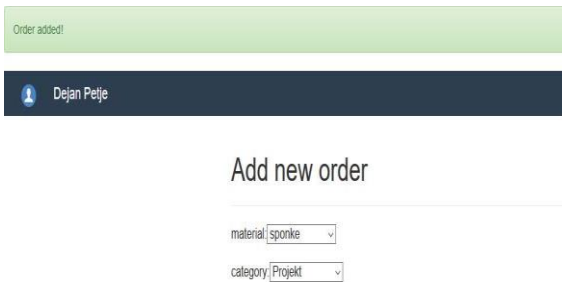 Order added!
Dejan Petje
Add new order
material: sponke
category: Projekt